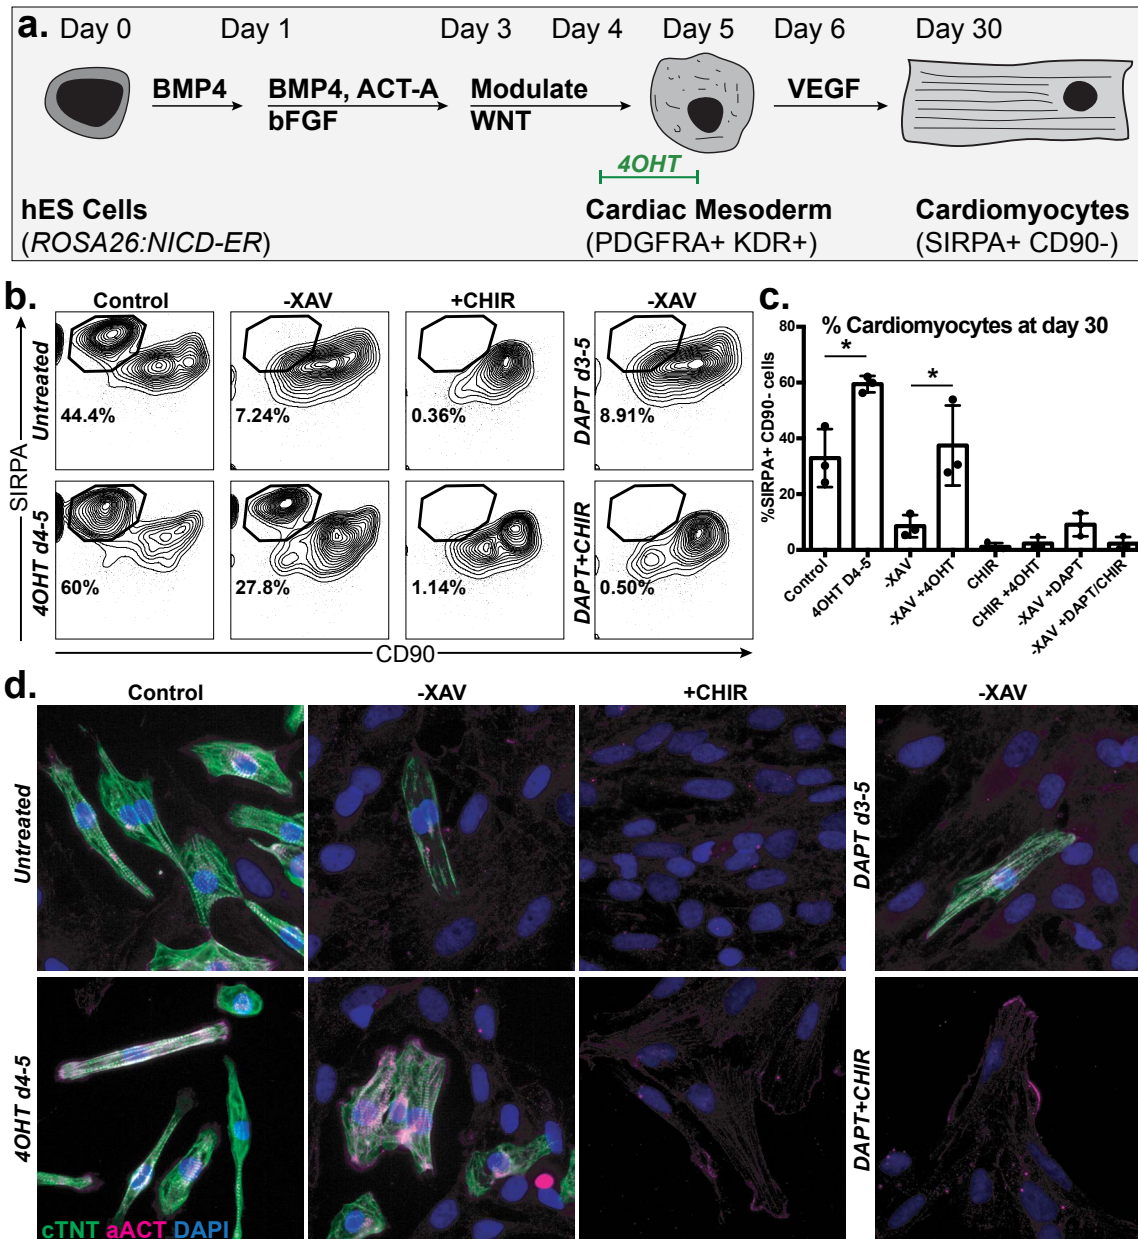 a. Day 0 Day 1 Day 3 Day 4 Day 5 Day 6 Day 30
BMP4 BMP4, ACT-A Modulate VEGF
bFGF WNT
4OHT
hES Cells Cardiac Mesoderm Cardiomyocytes
(ROSA26:NICD-ER) (PDGFRA+ KDR+) (SIRPA+ CD90-)
b. Control -XAV +CHIR -XAV
Untreated
44.4% 7.24% 0.36%
DAPT d3-5
8.91%
SIRPA
4OHT d4-5
60% 27.8% 1.14%
DAPT+CHIR
0.50%
CD90
c.
% Cardiomyocytes at day 30
%SIRPA+ CD90- cells
80
60
40
20
0
* *
Control
4OHT D4-5
-XAV
-XAV +4OHT
CHIR
CHIR +4OHT
-XAV +DAPT
-XAV +DAPT/CHIR
d. Control -XAV +CHIR -XAV
Untreated
DAPT d3-5
4OHT d4-5
DAPT+CHIR
cTNT aACT DAPI